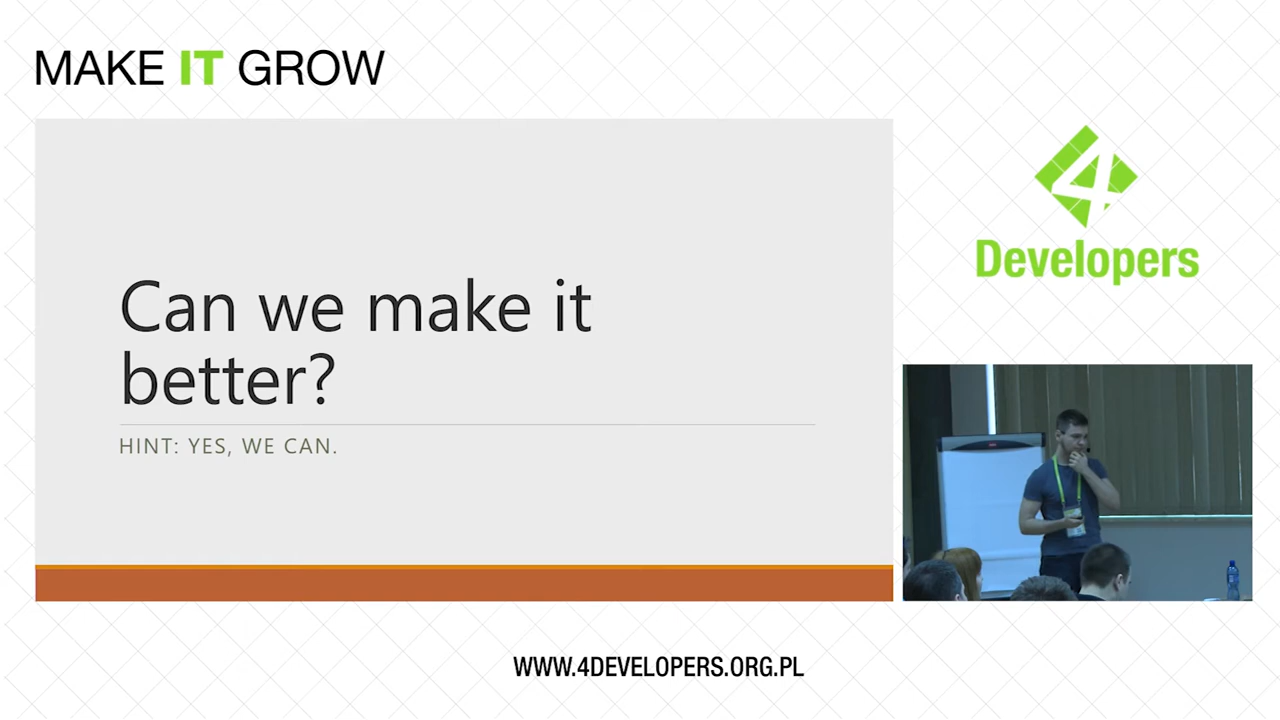 MAKE IT GROW
4
Developers
Can we make it
better?
HINT: YES, WE CAN.
WWW.4DEVELOPERS.ORG.PL